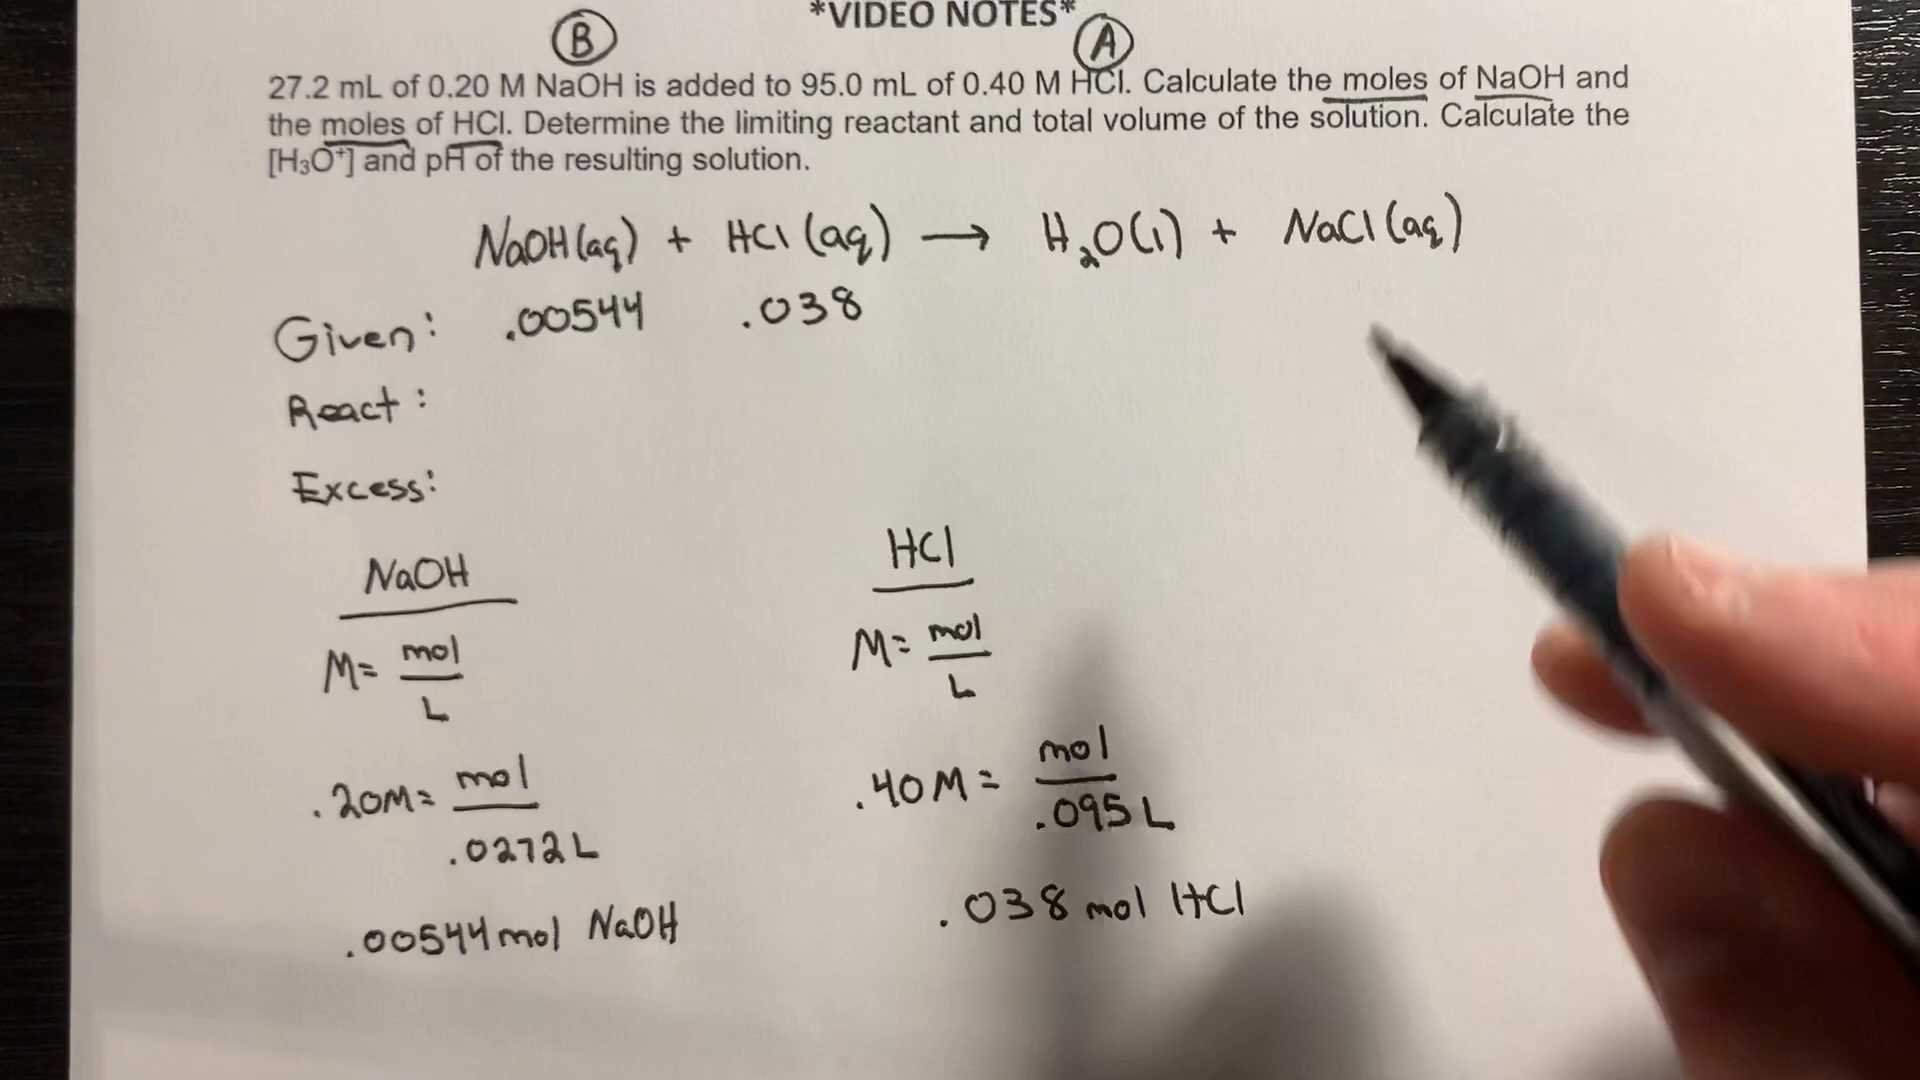 *VIDEO NOTES*
B A
27.2 mL of 0.20 M NaOH is added to 95.0 mL of 0.40 M HCl. Calculate the moles of NaOH and
the moles of HCl. Determine the limiting reactant and total volume of the solution. Calculate the
[H₃O⁺] and pH of the resulting solution.
NaOH(aq) + HCl (aq) → H₂O(l) + NaCl (aq)
Given: .00544 .038
React:
Excess:
NaOH
M= mol
L
.20M= mol
.0272L
.00544 mol NaOH
HCl
M= mol
L
.40M= mol
.095 L
.038 mol HCl